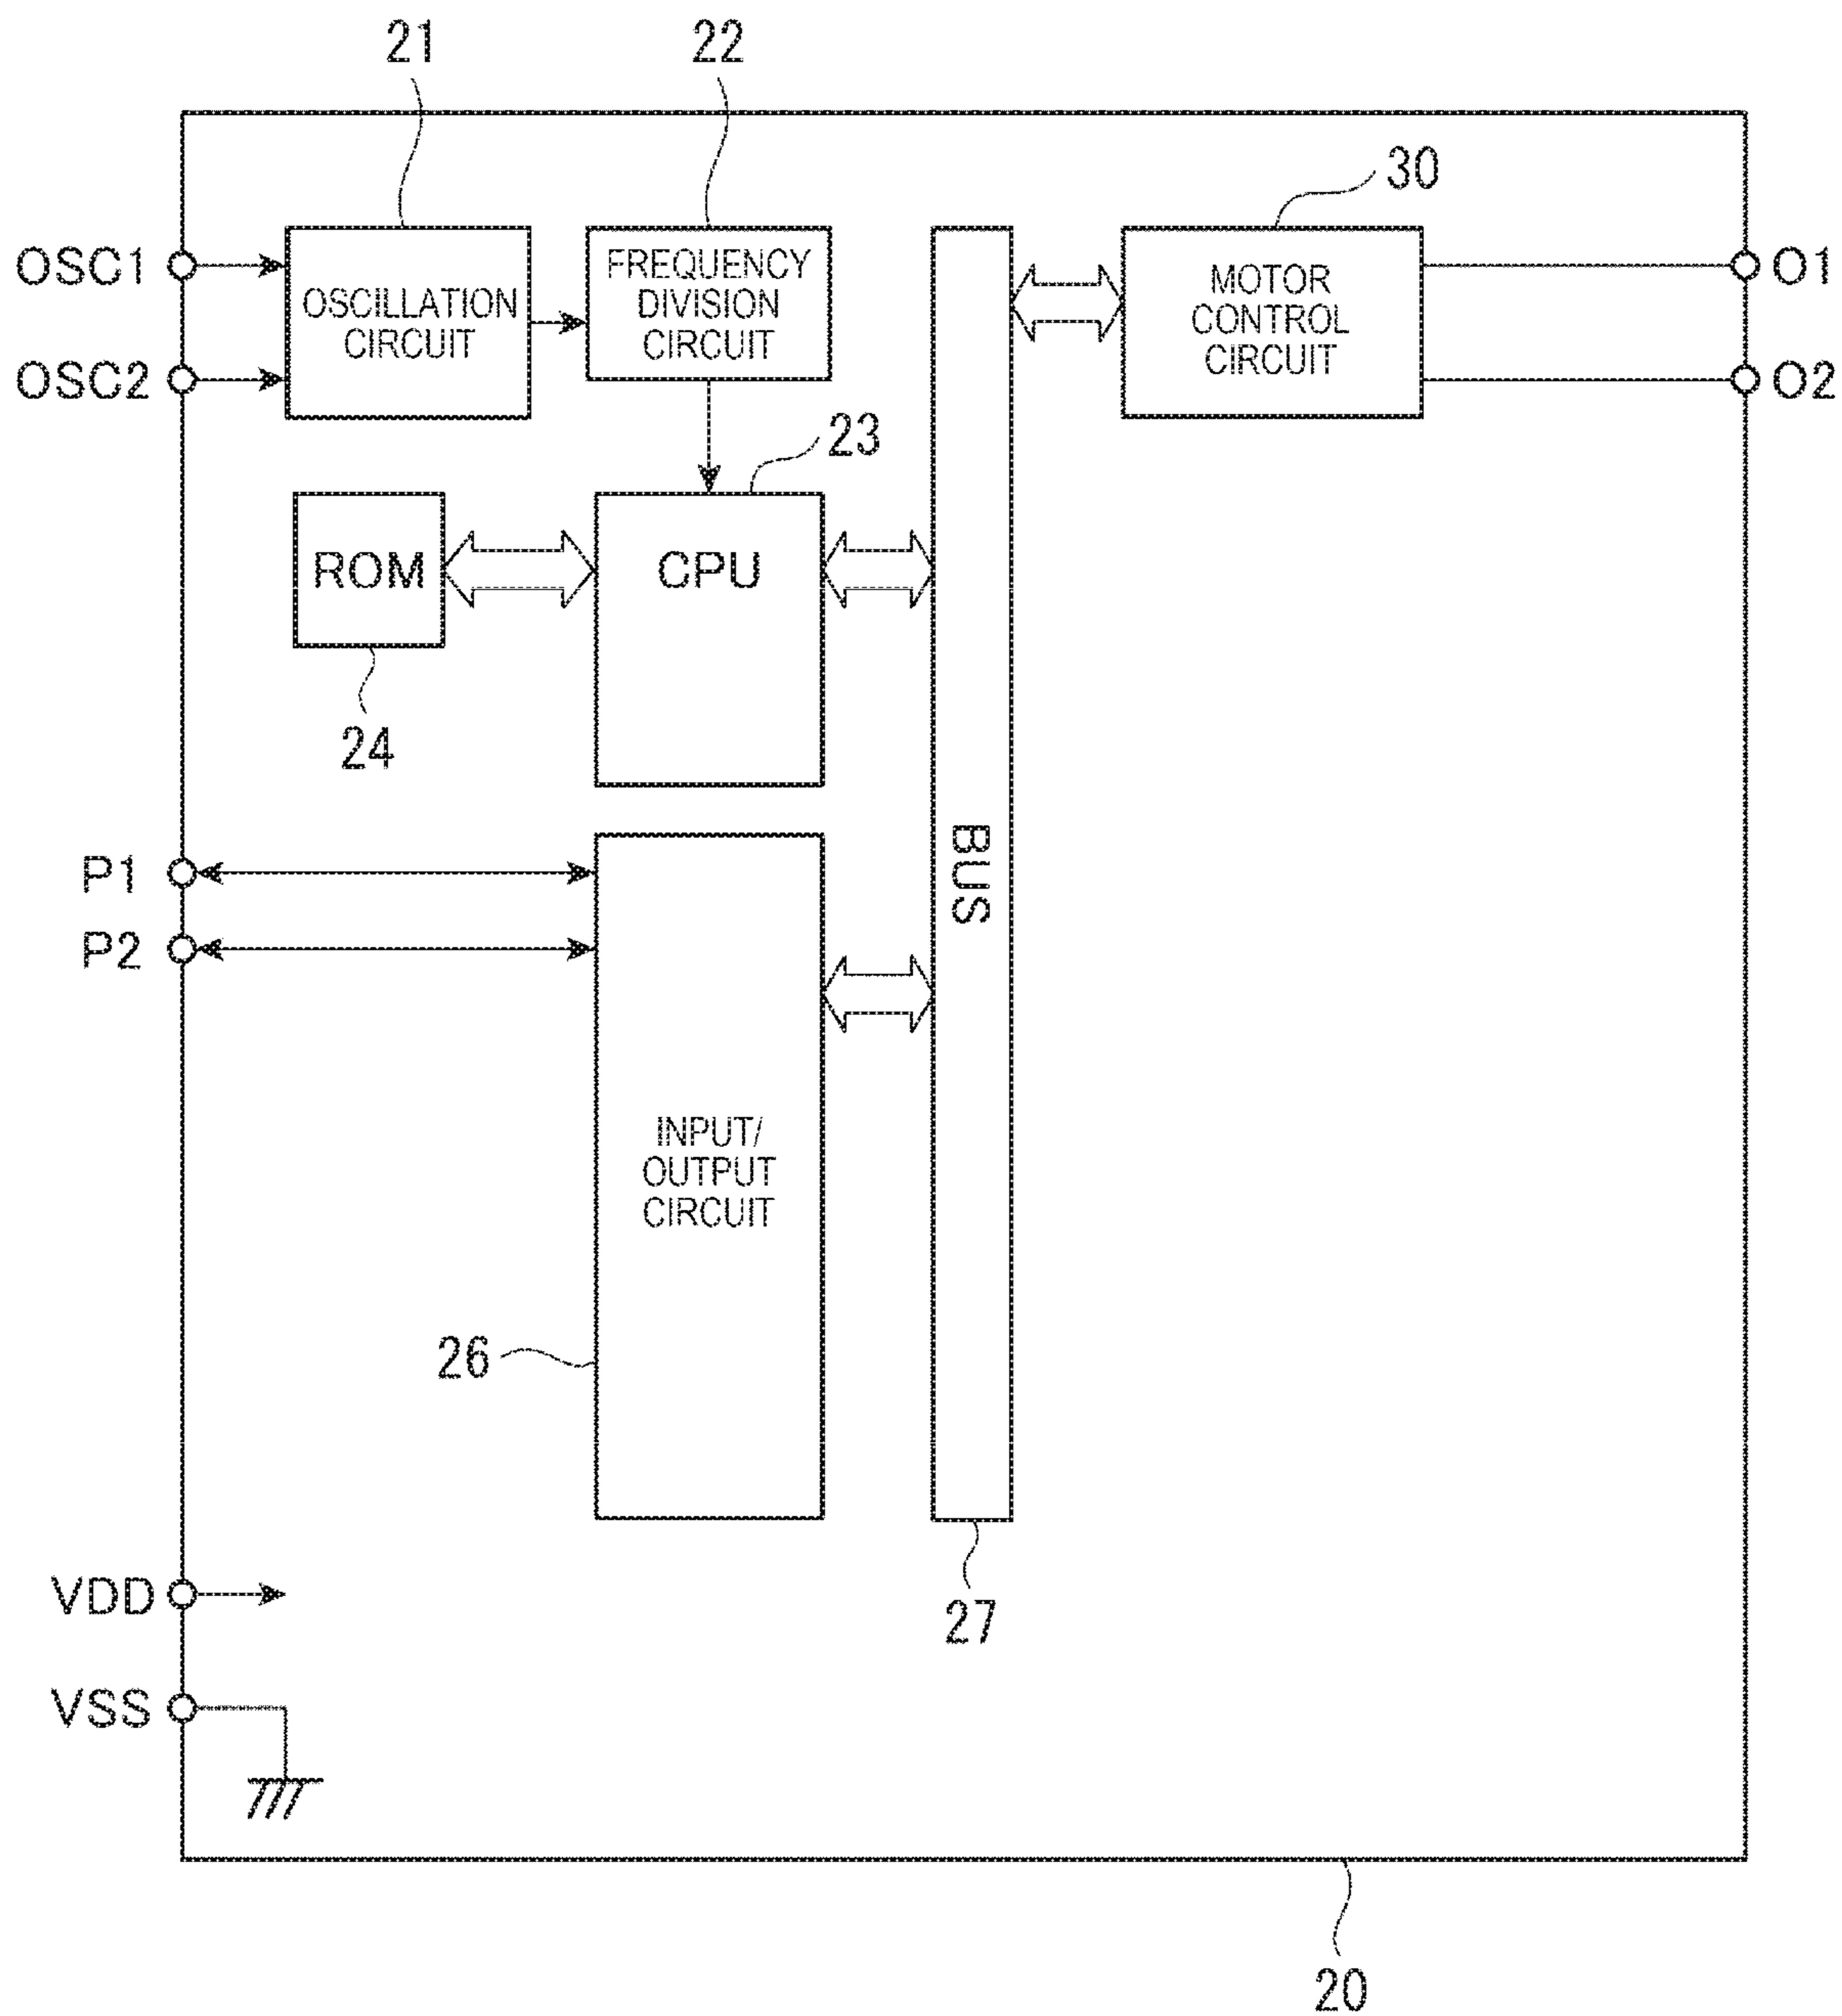 21
22
30
OSC1
OSC2
OSCILLATION
CIRCUIT
FREQUENCY
DIVISION
CIRCUIT
MOTOR
CONTROL
CIRCUIT
O1
O2
23
ROM
CPU
24
BUS
P1
P2
INPUT/
OUTPUT
CIRCUIT
26
VDD
27
VSS
20